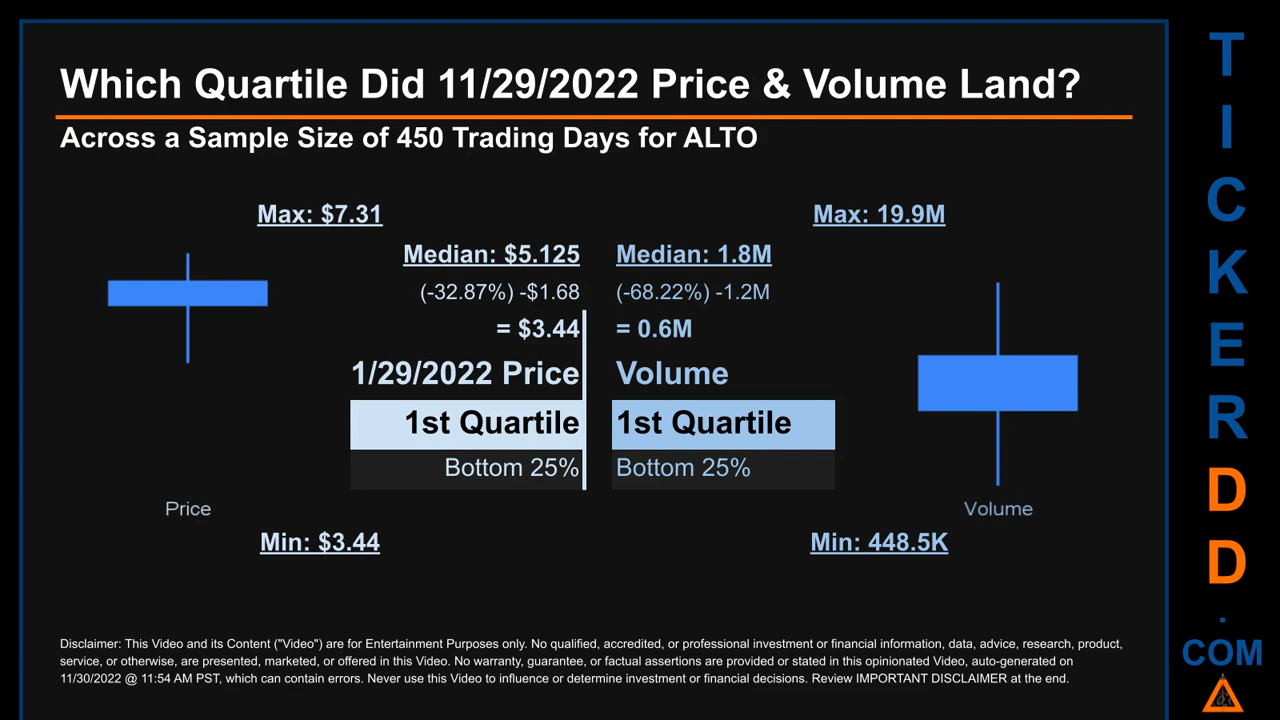 Which Quartile Did 11/29/2022 Price & Volume Land?
Across a Sample Size of 450 Trading Days for ALTO
Max: $7.31
Max: 19.9M
Median: $5.125
Median: 1.8M
(-32.87%) -$1.68
(-68.22%) -1.2M
= $3.44
= 0.6M
1/29/2022 Price
Volume
1st Quartile
1st Quartile
Bottom 25%
Bottom 25%
Price
Volume
Min: $3.44
Min: 448.5K
Disclaimer: This Video and its Content ("Video") are for Entertainment Purposes only. No qualified, accredited, or professional investment or financial information, data, advice, research, product,
service, or otherwise, are presented, marketed, or offered in this Video. No warranty, guarantee, or factual assertions are provided or stated in this opinionated Video, auto-generated on
11/30/2022 @ 11:54 AM PST, which can contain errors. Never use this Video to influence or determine investment or financial decisions. Review IMPORTANT DISCLAIMER at the end.
TICKERDD
.
COM